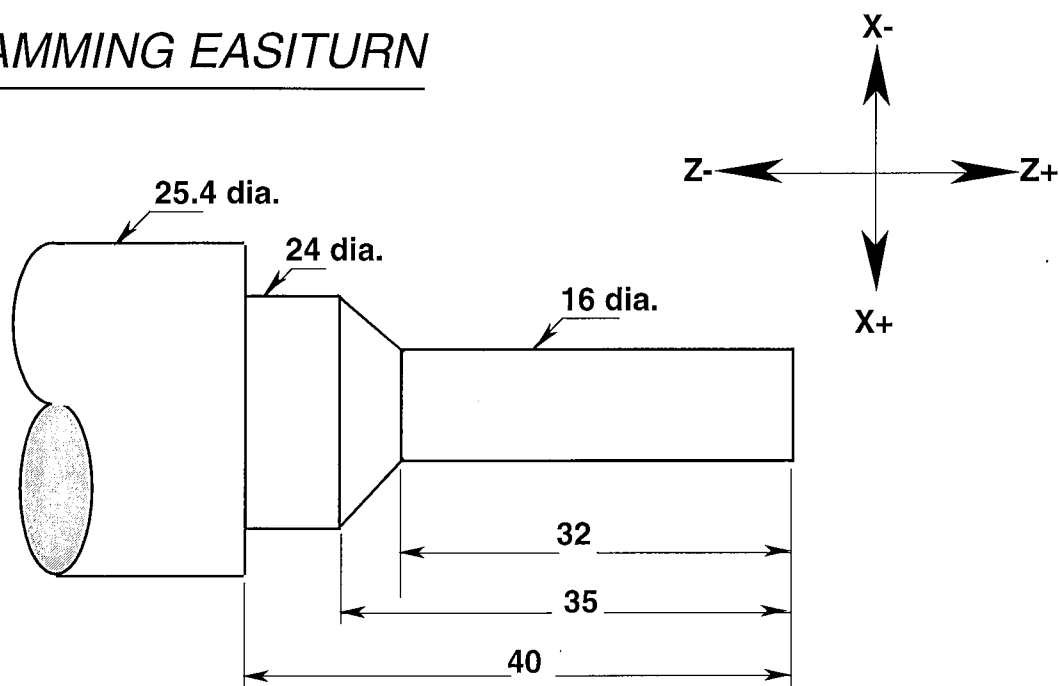 AMMING EASITURN
X-
Z-
Z+
X+
25.4 dia.
24 dia.
16 dia.
32
35
40